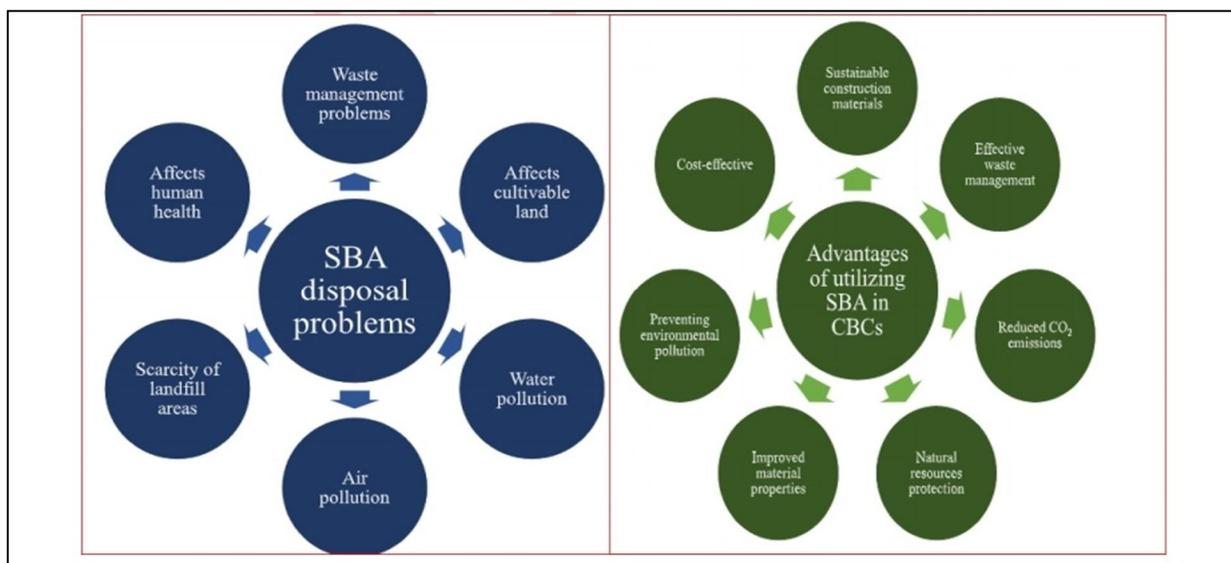 SBA
disposal
problems
Waste
management
problems
Affects
cultivable
land
Water
pollution
Air
pollution
Scarcity of
landfill
areas
Affects
human
health
Advantages
of utilizing
SBA in
CBCs
Sustainable
construction
materials
Effective
waste
management
Reduced CO₂
emissions
Natural
resources
protection
Improved
material
properties
Preventing
environmental
pollution
Cost-effective